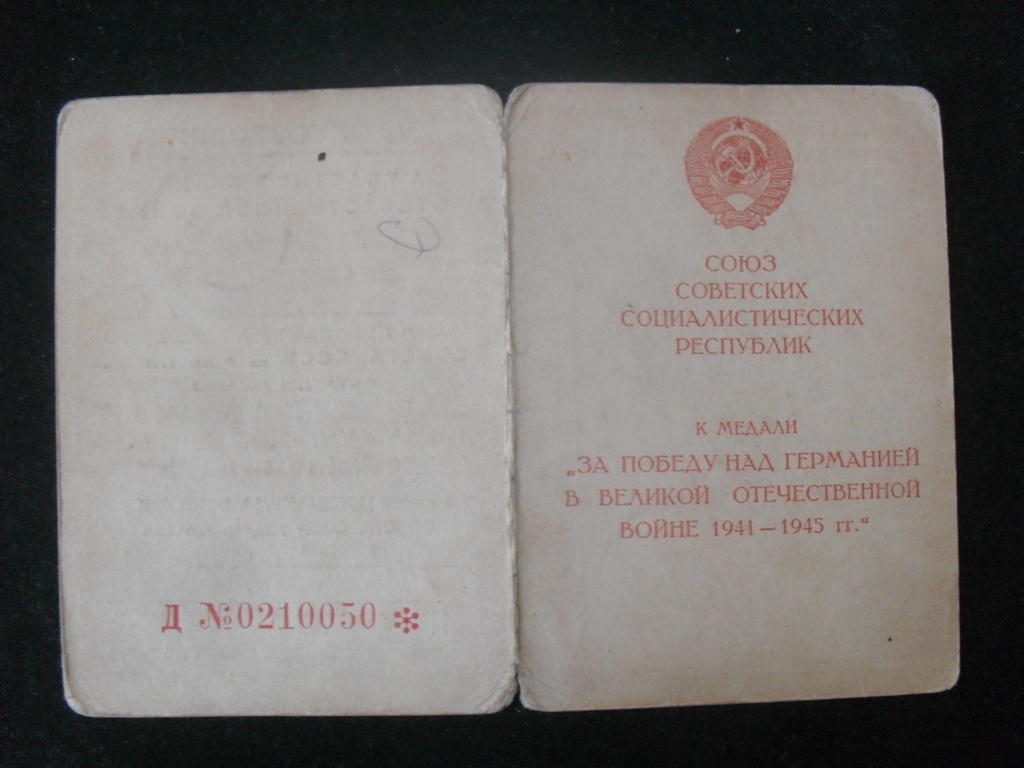 Д №0210050 *
СОЮЗ
СОВЕТСКИХ
СОЦИАЛИСТИЧЕСКИХ
РЕСПУБЛИК
К МЕДАЛИ
„ЗА ПОБЕДУ НАД ГЕРМАНИЕЙ
В ВЕЛИКОЙ ОТЕЧЕСТВЕННОЙ
ВОЙНЕ 1941—1945 гг.“